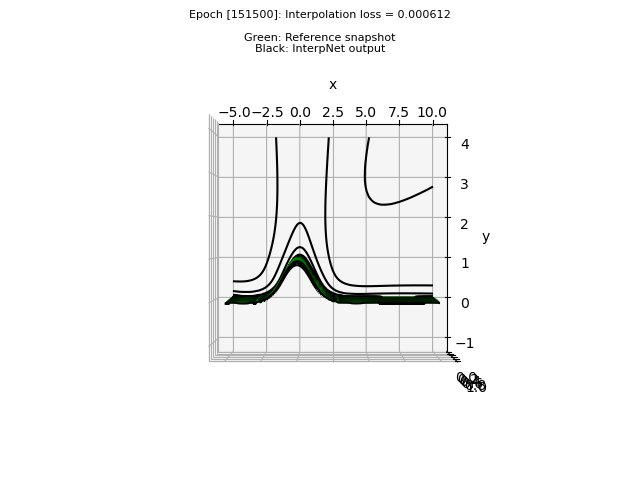 Epoch [151500]: Interpolation loss = 0.000612
Green: Reference snapshot
Black: InterpNet output
x
−5.0 −2.5 0.0 2.5 5.0 7.5 10.0
4
3
2
y
1
0
−1